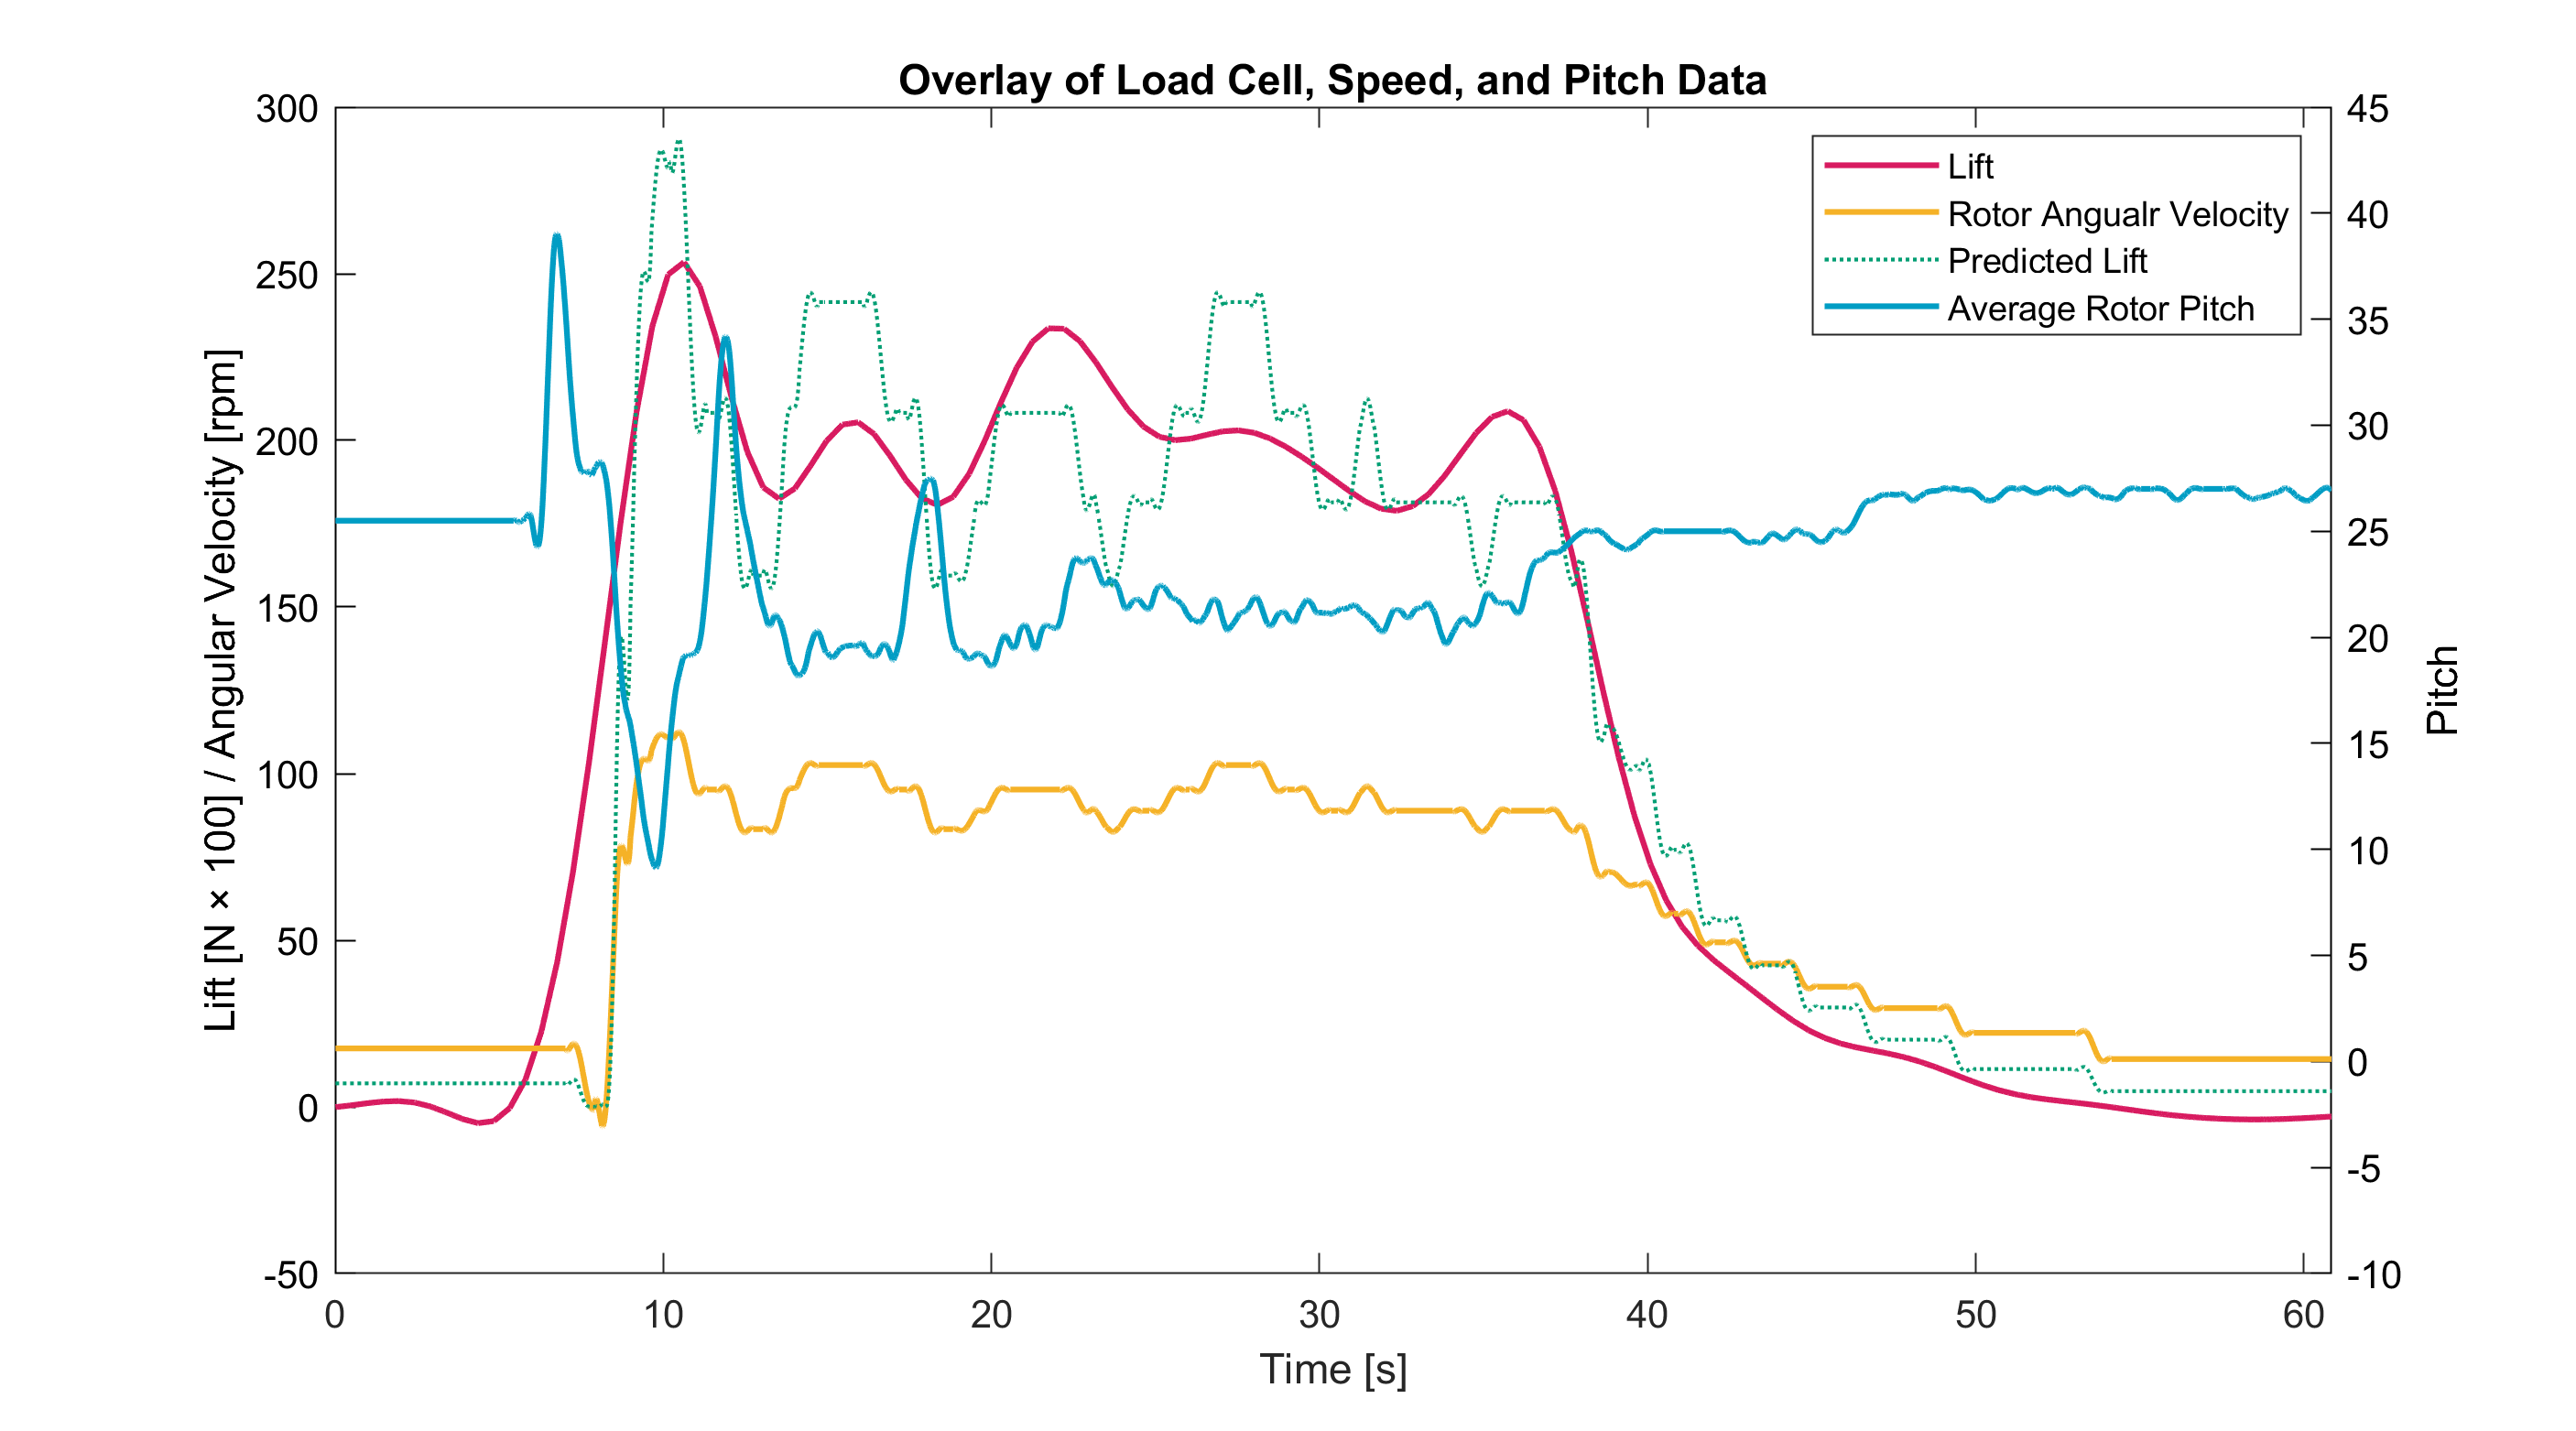 Overlay of Load Cell, Speed, and Pitch Data
Lift [N × 100] / Angular Velocity [rpm]
300
250
200
150
100
50
0
-50
Lift
Rotor Angualr Velocity
Predicted Lift
Average Rotor Pitch
45
40
35
30
25
20
15
10
5
0
-5
-10
Pitch
0 10 20 30 40 50 60
Time [s]